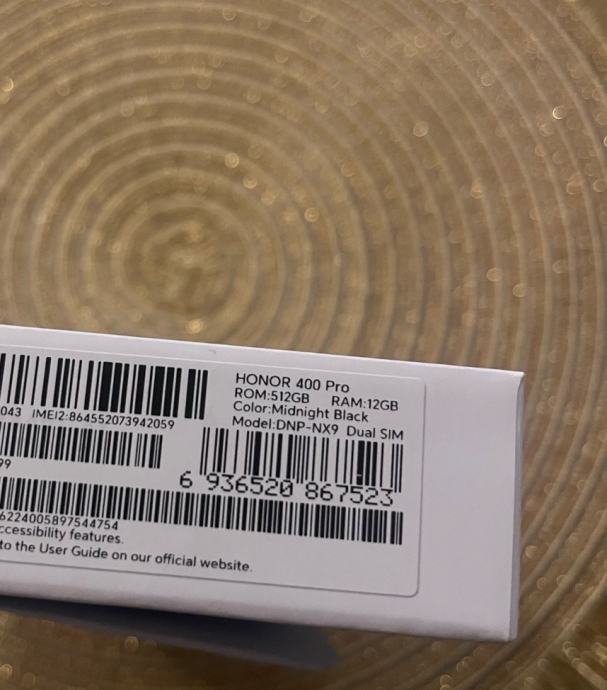 HONOR 400 Pro
ROM:512GB RAM:12GB
Color:Midnight Black
Model:DNP-NX9 Dual SIM
043 IMEI2:864552073942059
99
6 936520 867523
6224005897544754
ccessibility features.
to the User Guide on our official website.